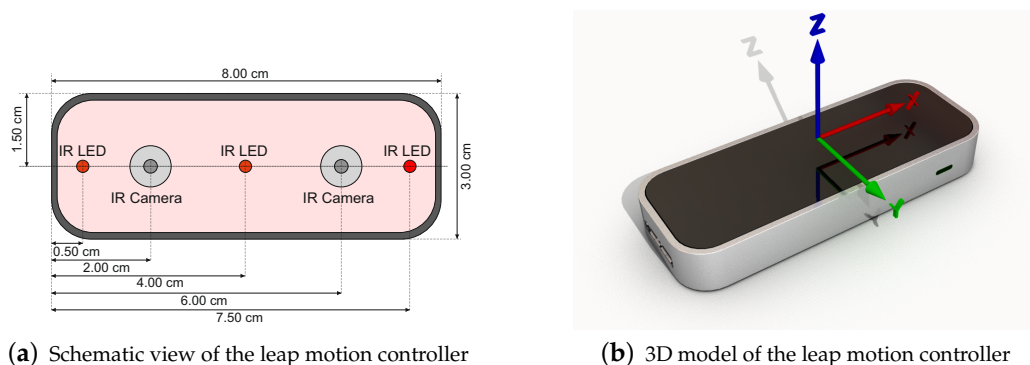 8.00 cm
1.50 cm
IR LED
IR LED
IR LED
IR Camera
IR Camera
3.00 cm
0.50 cm
2.00 cm
4.00 cm
6.00 cm
7.50 cm
Z
Z
X
X
Y
Y
(a) Schematic view of the leap motion controller
(b) 3D model of the leap motion controller